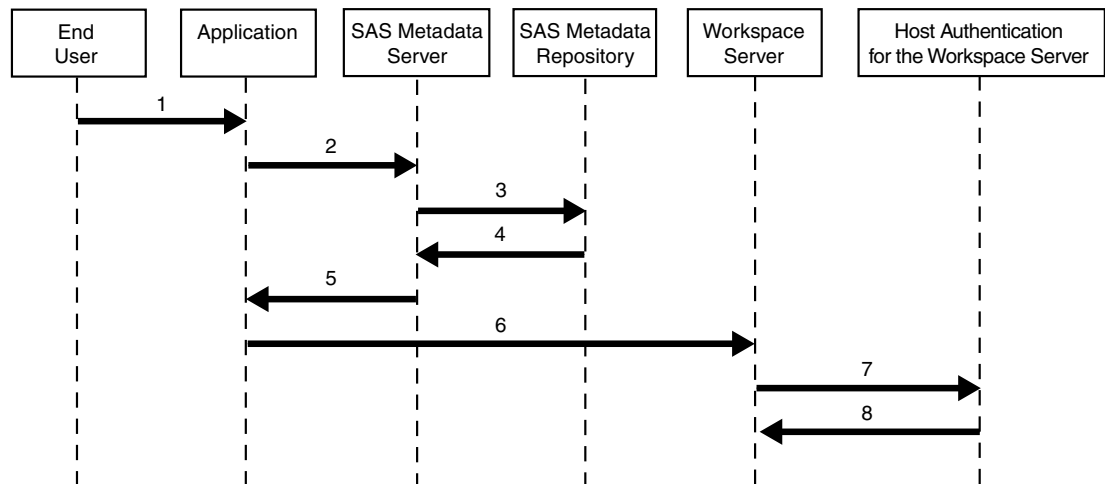 End
User
Application
SAS Metadata
Server
SAS Metadata
Repository
Workspace
Server
Host Authentication
for the Workspace Server
1
2
3
4
5
6
7
8